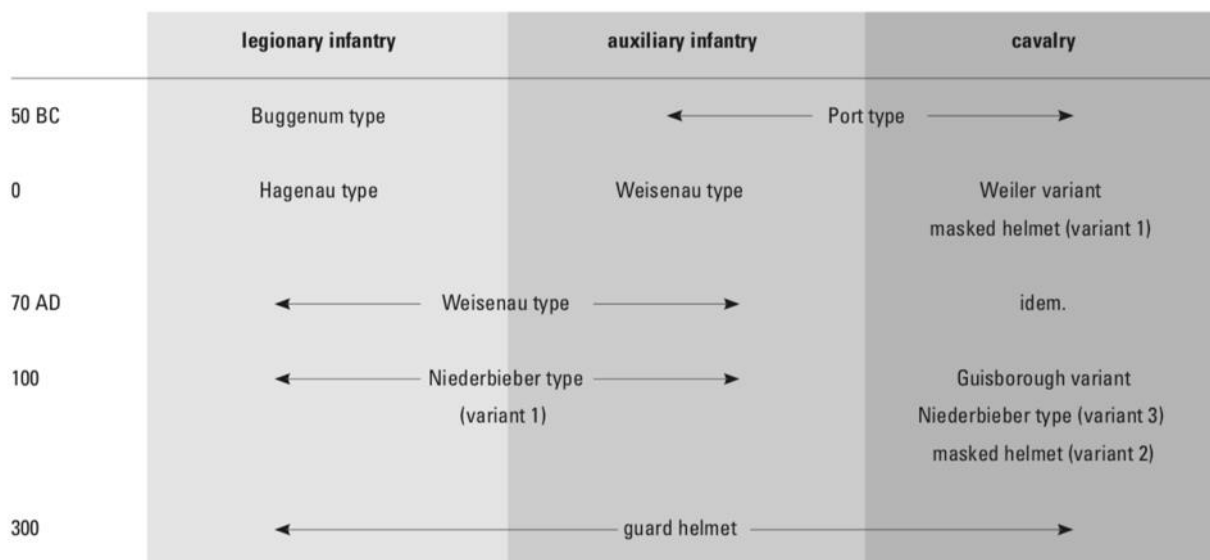 legionary infantry auxiliary infantry cavalry
50 BC Buggenum type Port type
0 Hagenau type Weisenau type Weiler variant
masked helmet (variant 1)
70 AD Weisenau type idem.
100 Niederbieber type Guisborough variant
(variant 1) Niederbieber type (variant 3)
masked helmet (variant 2)
300 guard helmet